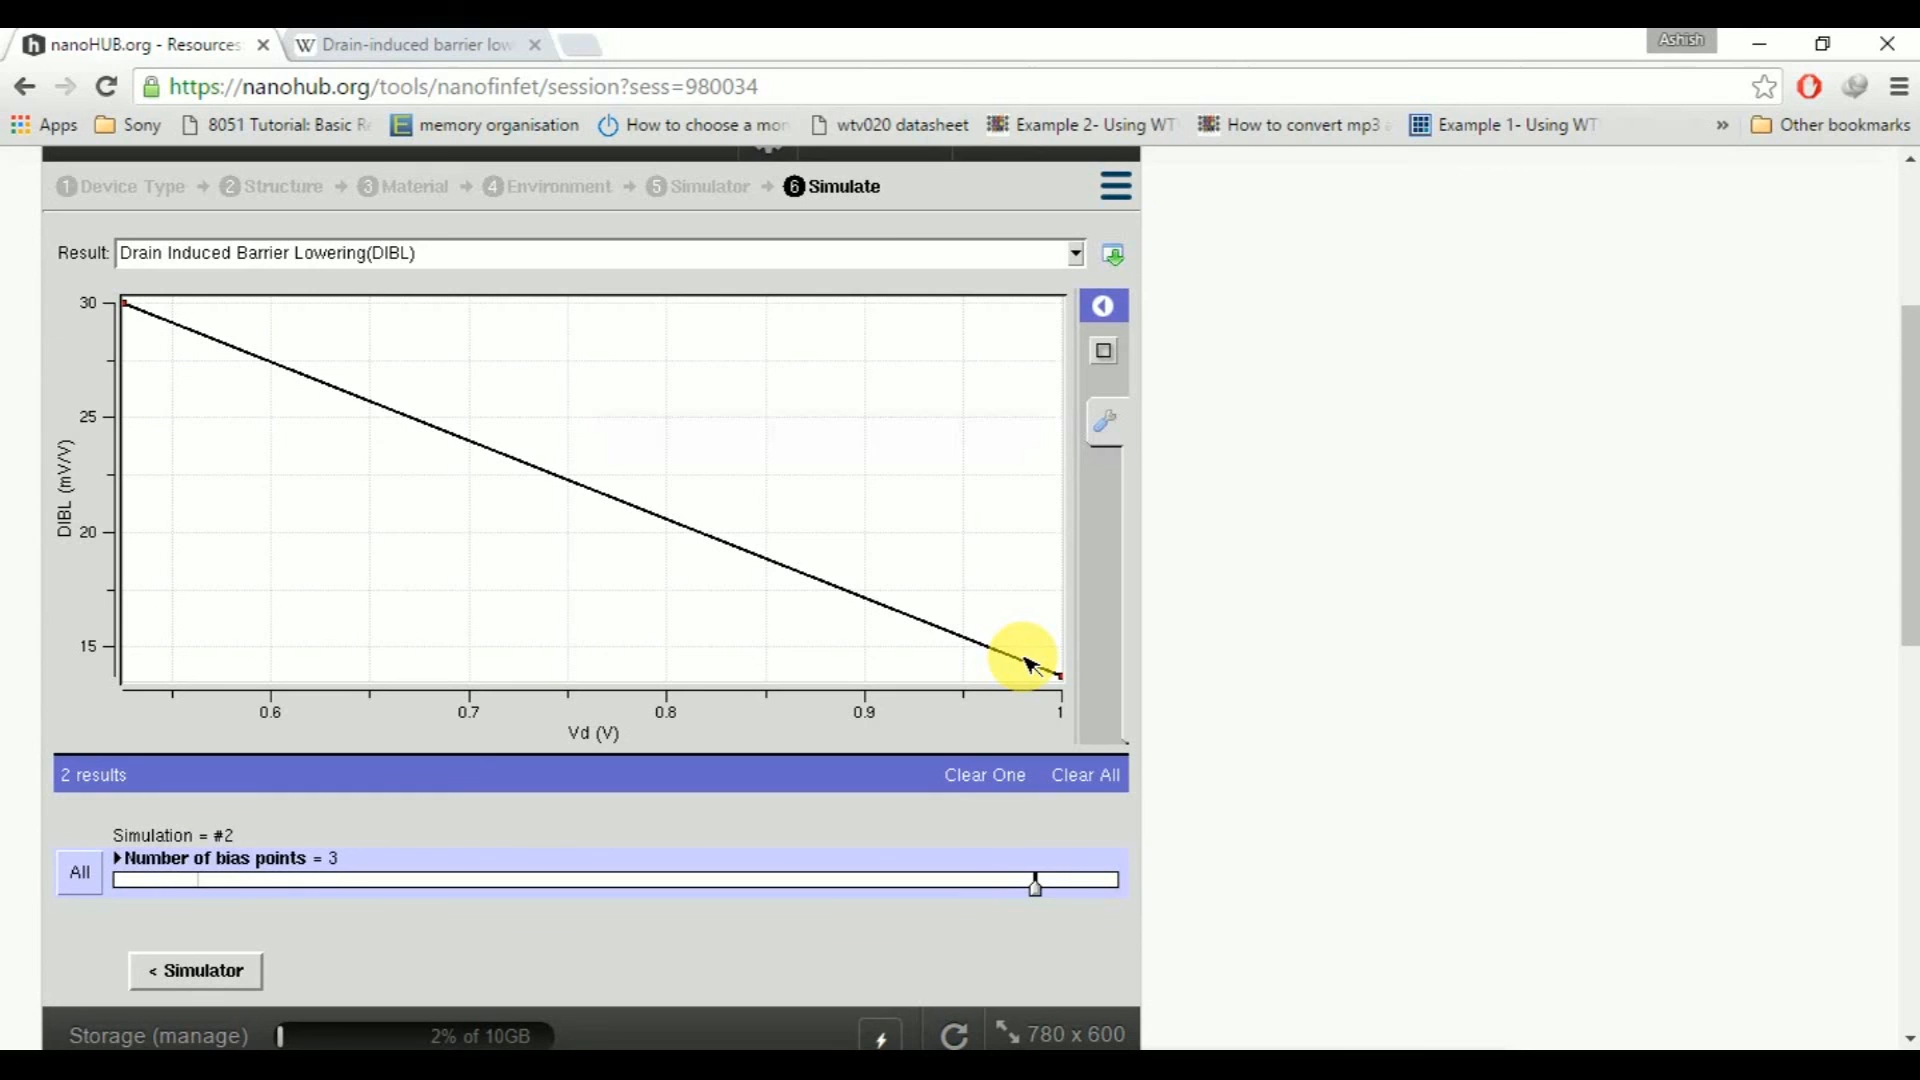 nanoHUB.org - Resources
Drain-induced barrier low
Ashish
https://nanohub.org/tools/nanofinfet/session?sess=980034
Apps
Sony
8051 Tutorial: Basic R
memory organisation
How to choose a mo
wtv020 datasheet
Example 2- Using WT
How to convert mp3
Example 1- Using WT
»
Other bookmarks
1 Device Type → 2 Structure → 3 Material → 4 Environment → 5 Simulator → 6 Simulate
Result: Drain Induced Barrier Lowering(DIBL)
30
25
20
15
DIBL (mV/V)
0.6 0.7 0.8 0.9 1
Vd (V)
2 results
Clear One
Clear All
Simulation = #2
Number of bias points = 3
All
< Simulator
Storage (manage)
2% of 10GB
780 x 600